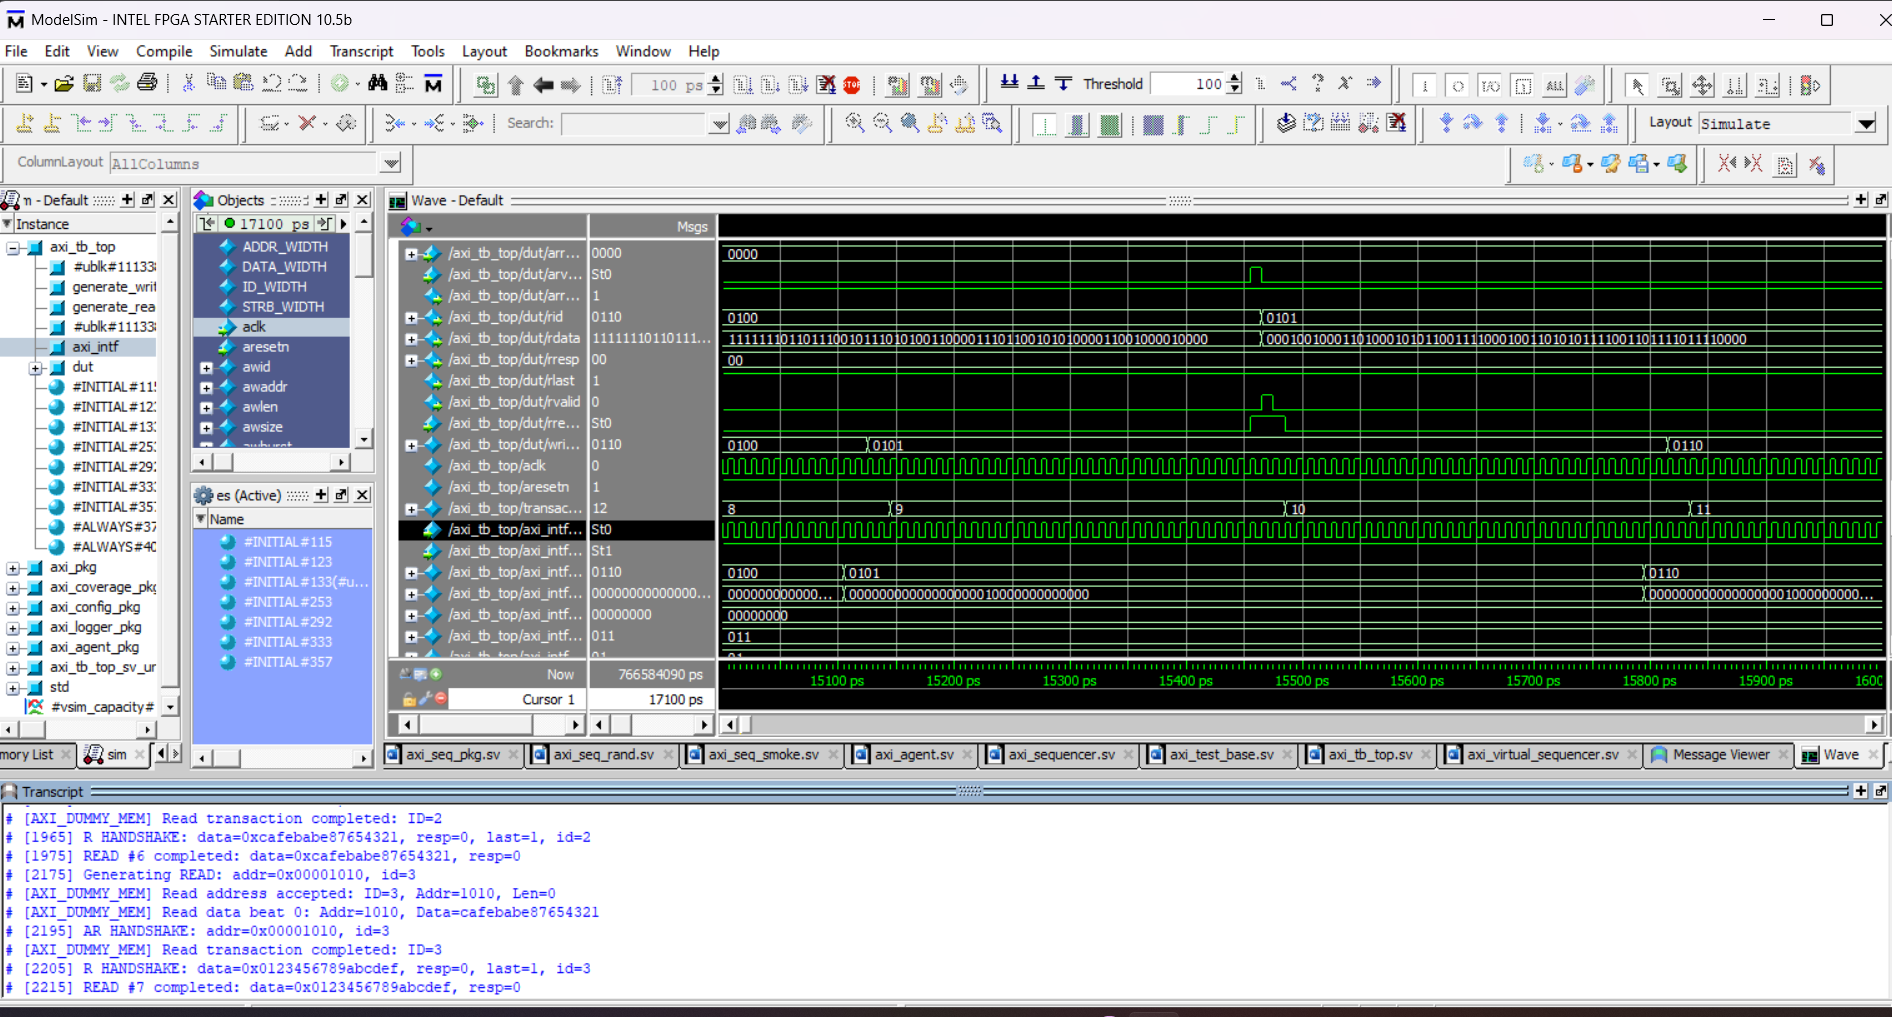 ModelSim - INTEL FPGA STARTER EDITION 10.5b
File Edit View Compile Simulate Add Transcript Tools Layout Bookmarks Window Help
100 ps
Threshold 100
Search:
Layout Simulate
ColumnLayout AllColumns
n - Default
Instance
axi_tb_top
#ublk#11133
generate_writ
generate_rea
#ublk#11133
axi_intf
dut
#INITIAL#115
#INITIAL#123
#INITIAL#133
#INITIAL#253
#INITIAL#292
#INITIAL#333
#INITIAL#357
#ALWAYS#37
#ALWAYS#40
axi_pkg
axi_coverage_pkg
axi_config_pkg
axi_logger_pkg
axi_agent_pkg
axi_tb_top_sv_ur
std
#vsim_capacity#
mory List
sim
Objects
17100 ps
ADDR_WIDTH
DATA_WIDTH
ID_WIDTH
STRB_WIDTH
aclk
aresetn
awid
awaddr
awlen
awsize
awburst
es (Active)
Name
#INITIAL#115
#INITIAL#123
#INITIAL#133(#u...
#INITIAL#253
#INITIAL#292
#INITIAL#333
#INITIAL#357
Wave - Default
Msgs
/axi_tb_top/dut/arr... 0000 0000
/axi_tb_top/dut/arv... St0
/axi_tb_top/dut/arr... 1
/axi_tb_top/dut/rid 0110 0100 0101
/axi_tb_top/dut/rdata 11111110110111...
/axi_tb_top/dut/rresp 00 00
/axi_tb_top/dut/rlast 1
/axi_tb_top/dut/rvalid 0
/axi_tb_top/dut/rre... St0
/axi_tb_top/dut/wri... 0110 0100 0101 0110
/axi_tb_top/aclk 0
/axi_tb_top/aresetn 1
/axi_tb_top/transac... 12 8 9 10 11
/axi_tb_top/axi_intf... St0
/axi_tb_top/axi_intf... St1
/axi_tb_top/axi_intf... 0110 0100 0101 0110
/axi_tb_top/axi_intf... 00000000000000... 000000000000... 00000000000000000010000000000000
/axi_tb_top/axi_intf... 00000000 00000000
/axi_tb_top/axi_intf... 011 011
Now 766584090 ps
Cursor 1 17100 ps
15100 ps 15200 ps 15300 ps 15400 ps 15500 ps 15600 ps 15700 ps 15800 ps 15900 ps 1600
axi_seq_pkg.sv axi_seq_rand.sv axi_seq_smoke.sv axi_agent.sv axi_sequencer.sv axi_test_base.sv axi_tb_top.sv axi_virtual_sequencer.sv Message Viewer Wave
Transcript
# [AXI_DUMMY_MEM] Read transaction completed: ID=2
# [1965] R HANDSHAKE: data=0xcafebabe87654321, resp=0, last=1, id=2
# [1975] READ #6 completed: data=0xcafebabe87654321, resp=0
# [2175] Generating READ: addr=0x00001010, id=3
# [AXI_DUMMY_MEM] Read address accepted: ID=3, Addr=1010, Len=0
# [AXI_DUMMY_MEM] Read data beat 0: Addr=1010, Data=cafebabe87654321
# [2195] AR HANDSHAKE: addr=0x00001010, id=3
# [AXI_DUMMY_MEM] Read transaction completed: ID=3
# [2205] R HANDSHAKE: data=0x0123456789abcdef, resp=0, last=1, id=3
# [2215] READ #7 completed: data=0x0123456789abcdef, resp=0